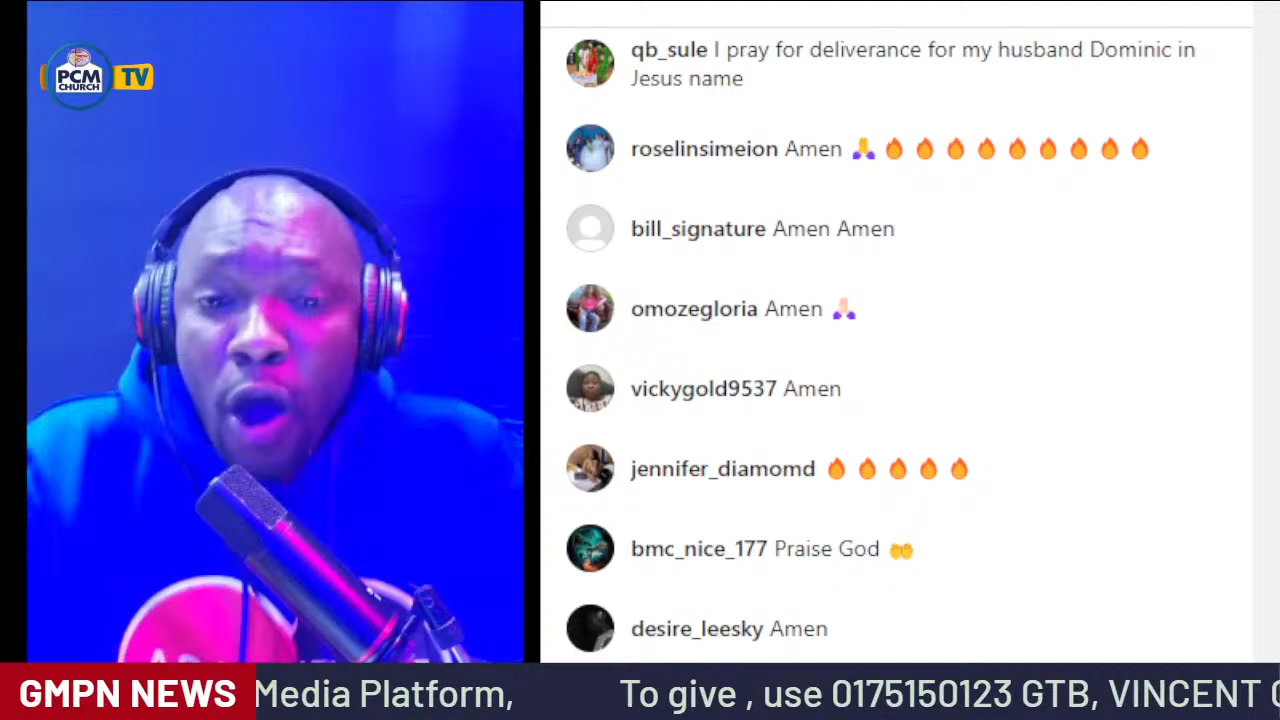 PCM
CHURCH
TV
qb_sule I pray for deliverance for my husband Dominic in
Jesus name
roselinsimeion Amen 🙏🔥🔥🔥🔥🔥🔥🔥🔥🔥
bill_signature Amen Amen
omozegloria Amen 🙏🏻
vickygold9537 Amen
jennifer_diamomd 🔥🔥🔥🔥🔥
bmc_nice_177 Praise God 👐
desire_leesky Amen
GMPN NEWS Media Platform, To give , use 0175150123 GTB, VINCENT